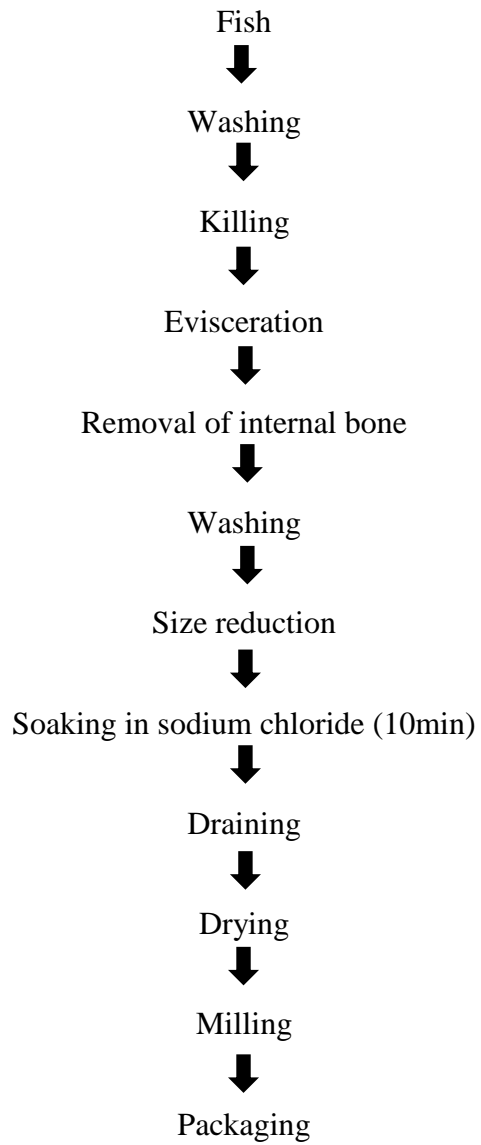 Fish
Washing
Killing
Evisceration
Removal of internal bone
Washing
Size reduction
Soaking in sodium chloride (10min)
Draining
Drying
Milling
Packaging